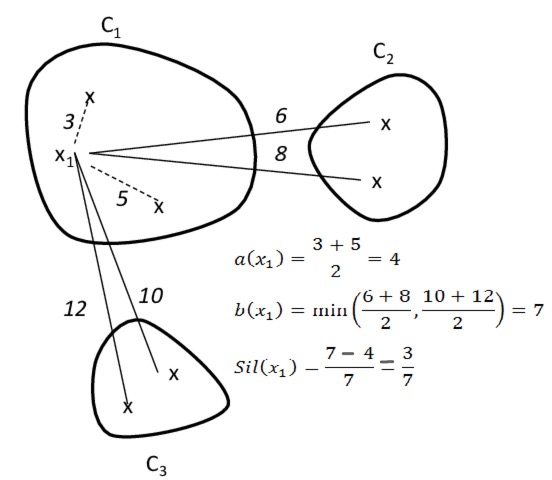 C1
C2
x
3
6
x
x1
8
5
x
x
a(x1) = 3 + 5 / 2 = 4
12
10
b(x1) = min(6 + 8 / 2, 10 + 12 / 2) = 7
Sil(x1) – 7 – 4 / 7 = 3 / 7
x
x
C3